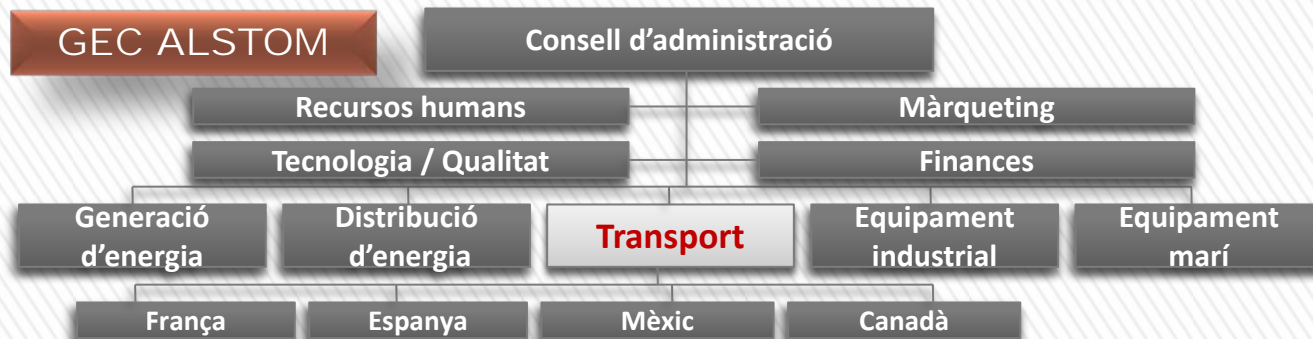 GEC ALSTOM
Consell d’administració
Recursos humans
Màrqueting
Tecnologia / Qualitat
Finances
Generació
d’energia
Distribució
d’energia
Transport
Equipament
industrial
Equipament
marí
França
Espanya
Mèxic
Canadà